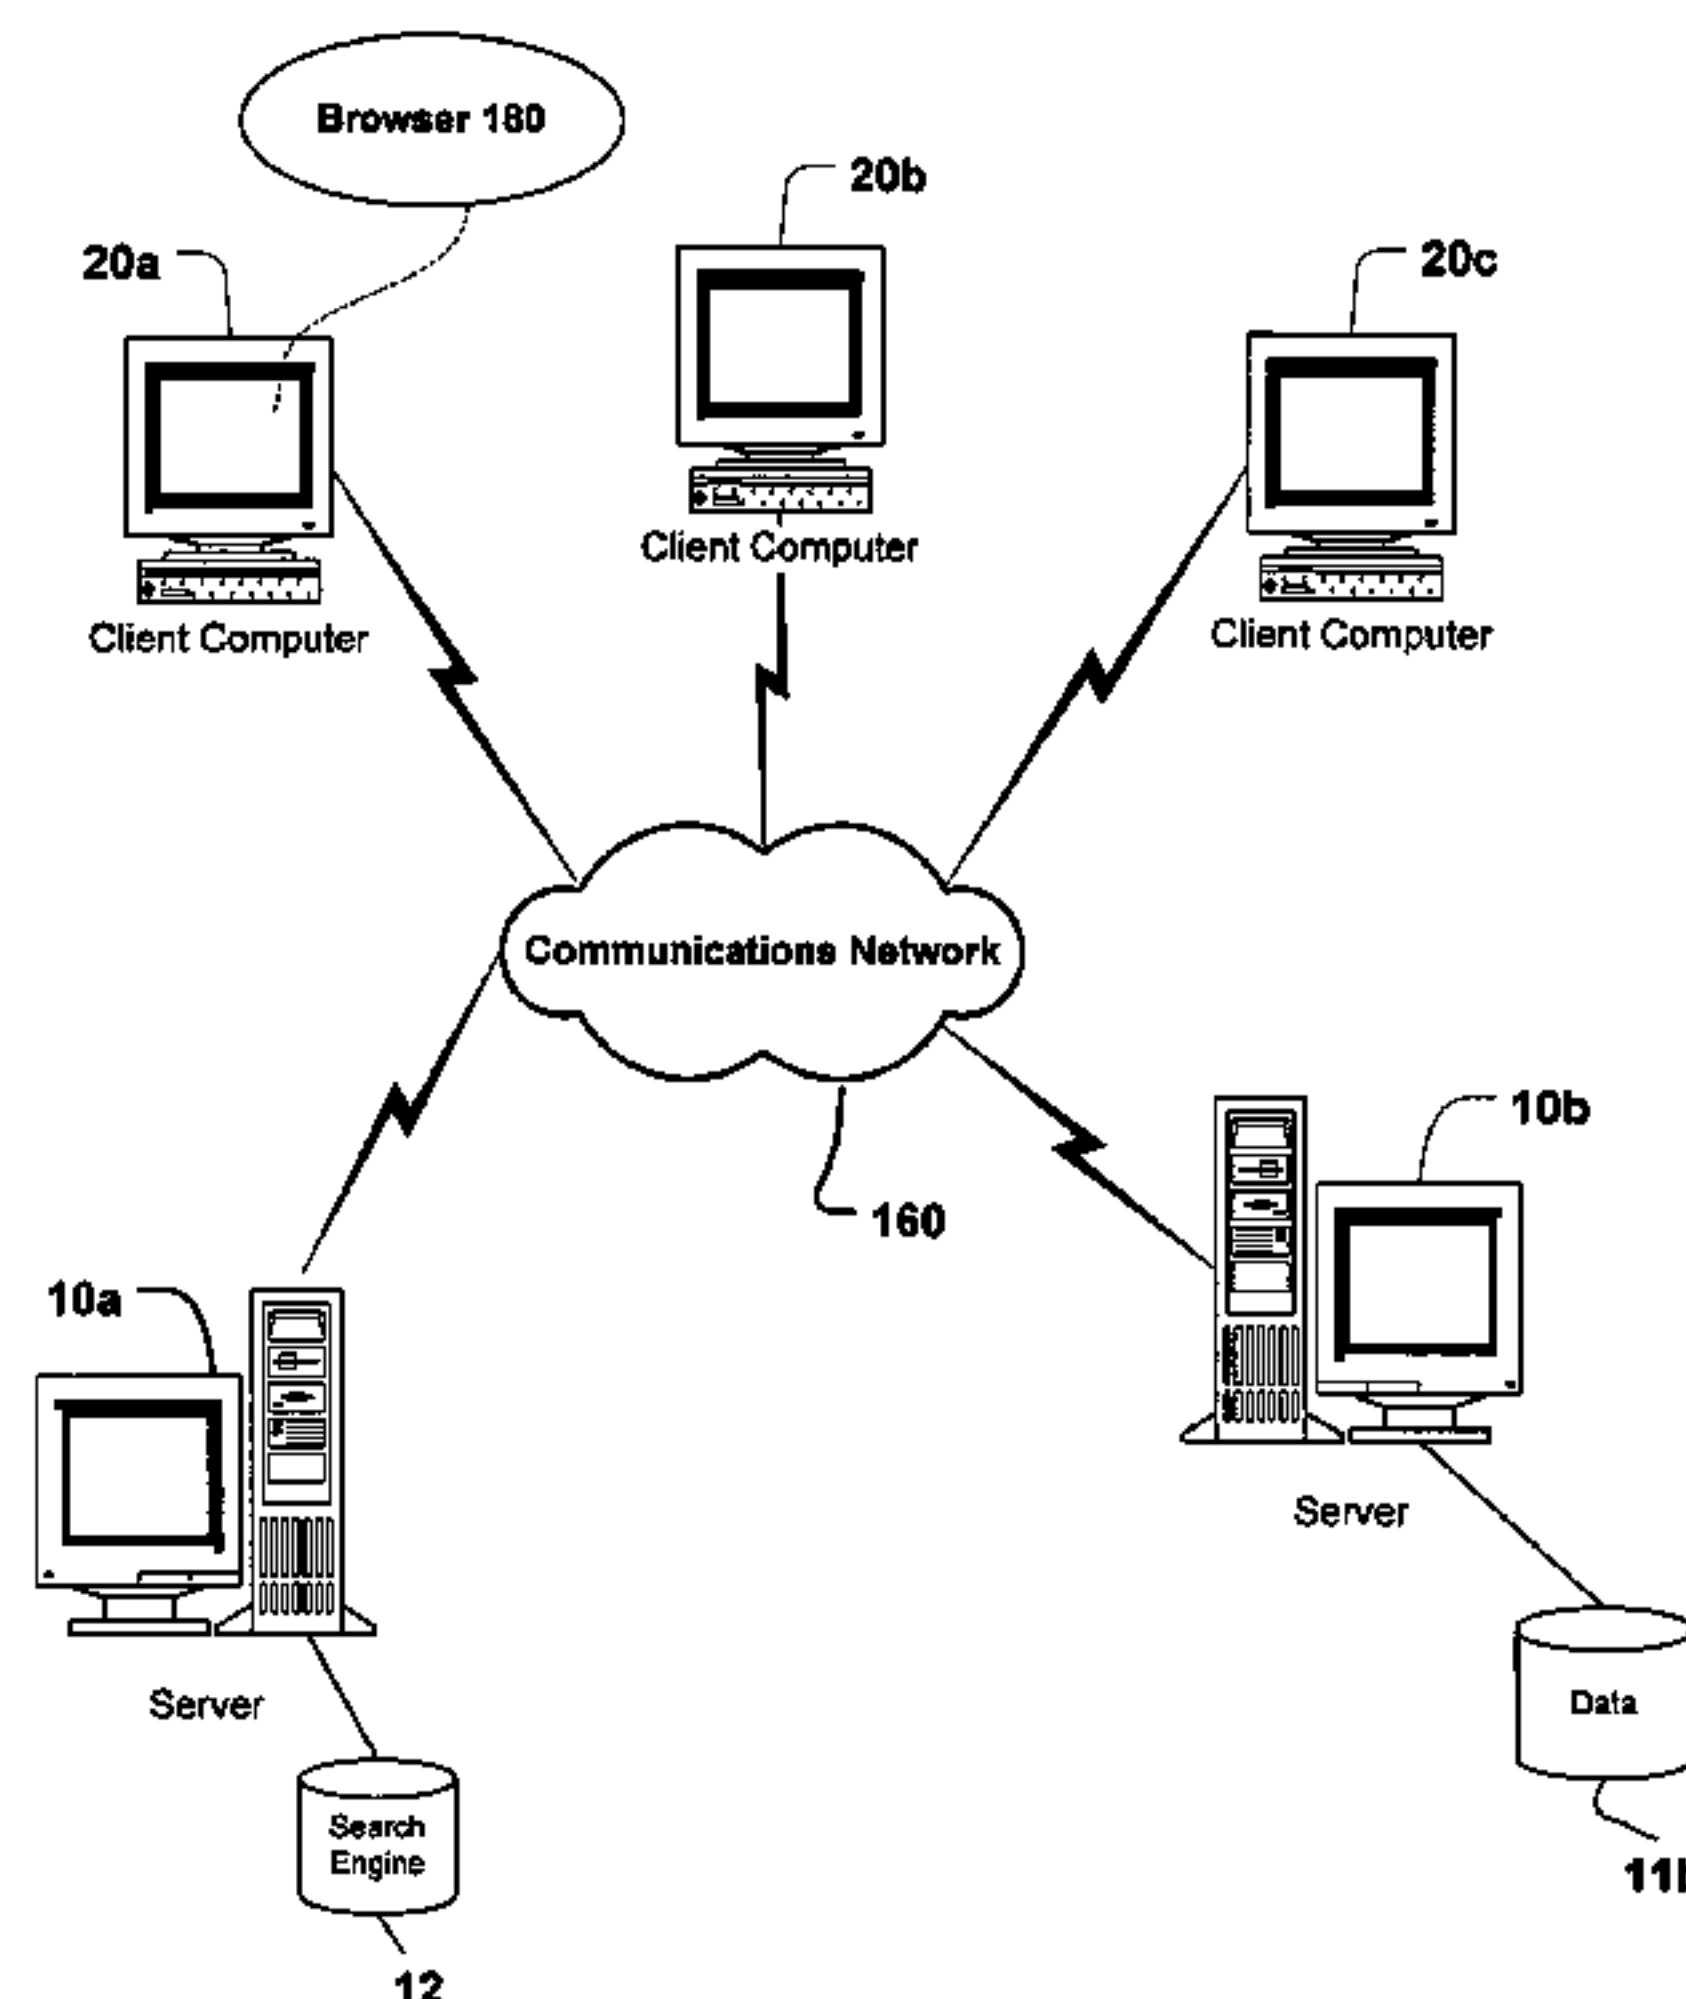 Browser 180
20b
20a
20c
Client Computer
Client Computer
Client Computer
Communications Network
10b
160
10a
Server
Server
Data
Search
Engine
12